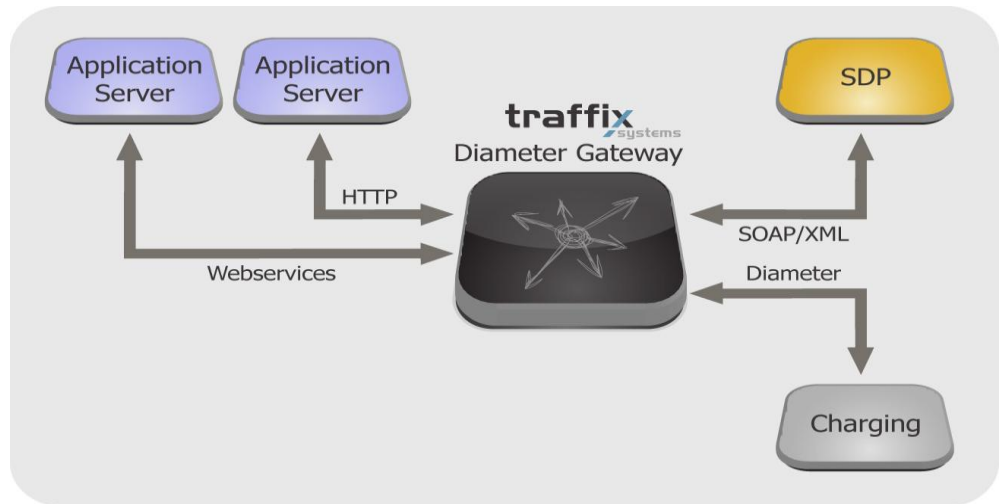 Application
Server
Application
Server
SDP
traffix
systems
Diameter Gateway
HTTP
SOAP/XML
Webservices
Diameter
Charging